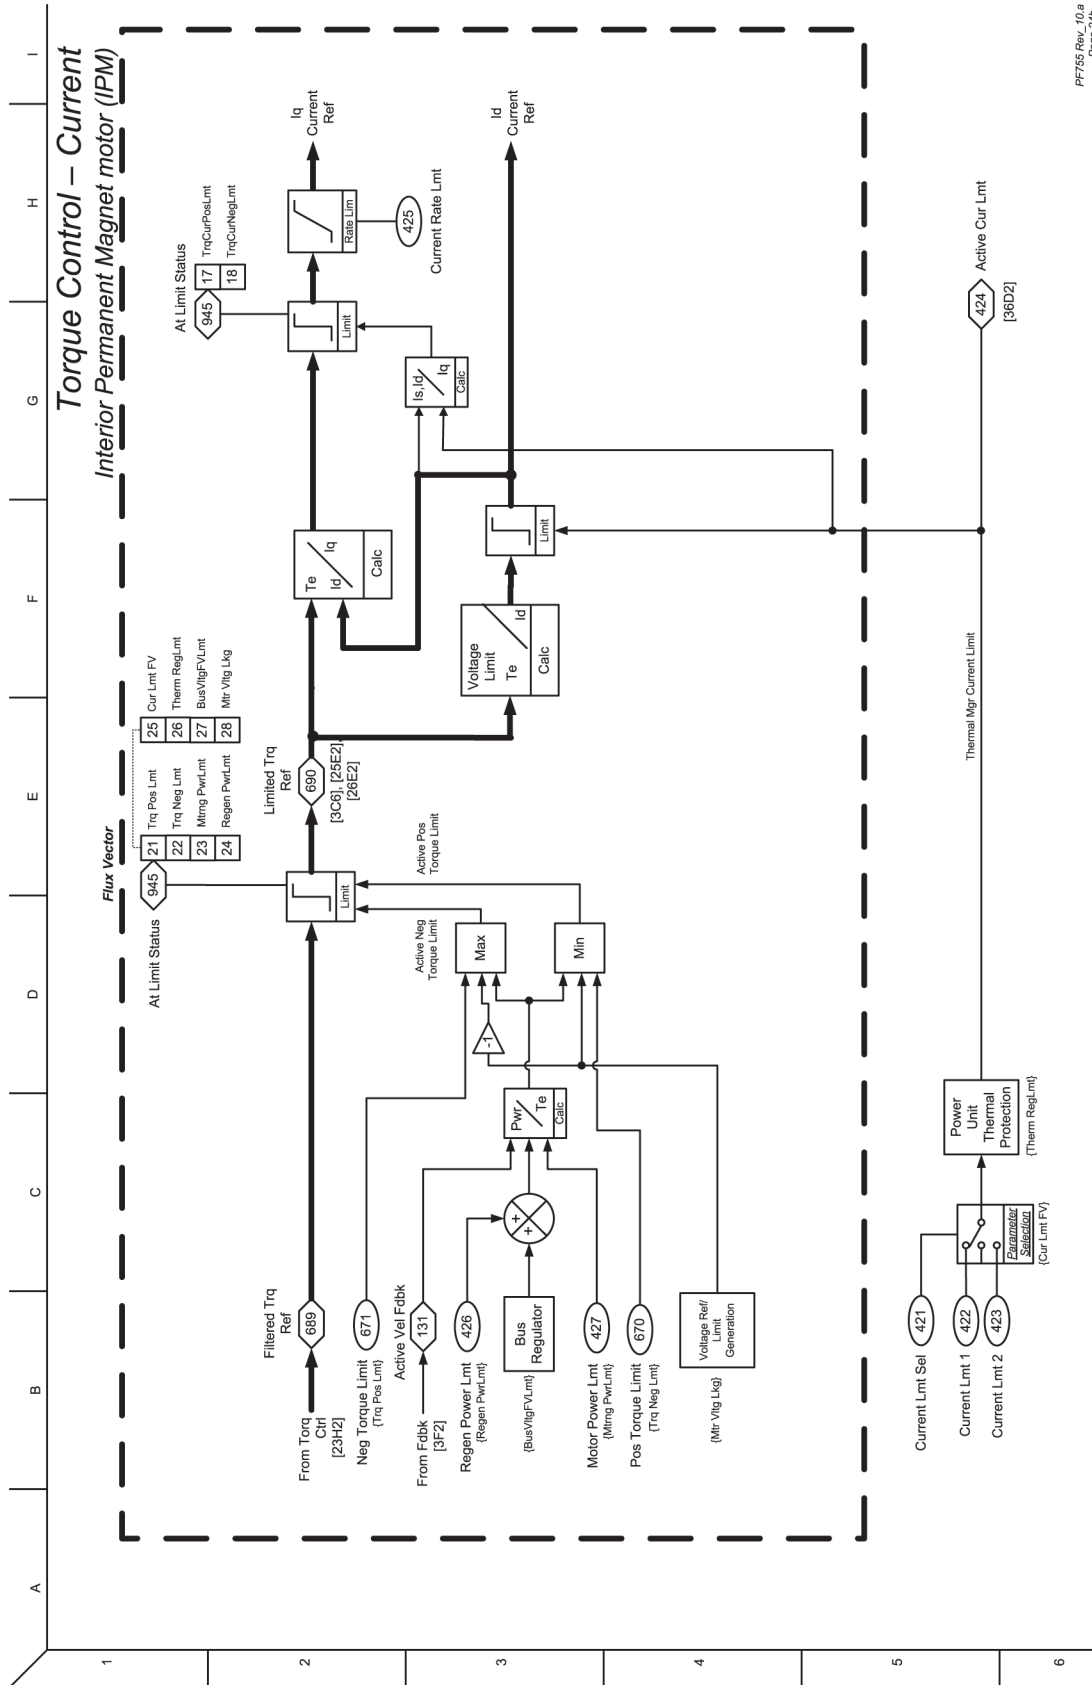 A
B
C
D
E
F
G
H
I
1
2
3
4
5
6
Torque Control – Current
Interior Permanent Magnet motor (IPM)
Flux Vector
At Limit Status
945
21
Trq Pos Lmt
22
Trq Neg Lmt
23
Mtrng PwrLmt
24
Regen PwrLmt
25
Cur Lmt FV
26
Therm RegLmt
27
BusVltgFVLmt
28
Mtr Vltg Lkg
At Limit Status
945
17
TrqCurPosLmt
18
TrqCurNegLmt
From Torq
Ctrl
[23H2]
Filtered Trq
Ref
689
Limit
Limited Trq
Ref
690
[3C6], [25E2],
[26E2]
Te
Id
Iq
Calc
Limit
Rate Lim
Iq
Current
Ref
425
Current Rate Lmt
Neg Torque Limit
{Trq Pos Lmt}
671
Active Vel Fdbk
From Fdbk
[3F2]
131
Regen Power Lmt
{Regen PwrLmt}
426
{BusVltgFVLmt}
Bus
Regulator
+
+
Pwr
Te
Calc
-1
Max
Min
Active Neg
Torque Limit
Active Pos
Torque Limit
Motor Power Lmt
{Mtrng PwrLmt}
427
Pos Torque Limit
{Trq Neg Lmt}
670
{Mtr Vltg Lkg}
Voltage Ref/
Limit
Generation
Voltage
Limit
Te
Id
Calc
Limit
Is,Id
Iq
Calc
Id
Current
Ref
Current Lmt Sel
421
Current Lmt 1
422
Current Lmt 2
423
Parameter
Selection
{Cur Lmt FV}
Power
Unit
Thermal
Protection
{Therm RegLmt}
Thermal Mgr Current Limit
424
Active Cur Lmt
[36D2]
PF755 Rev_10.a